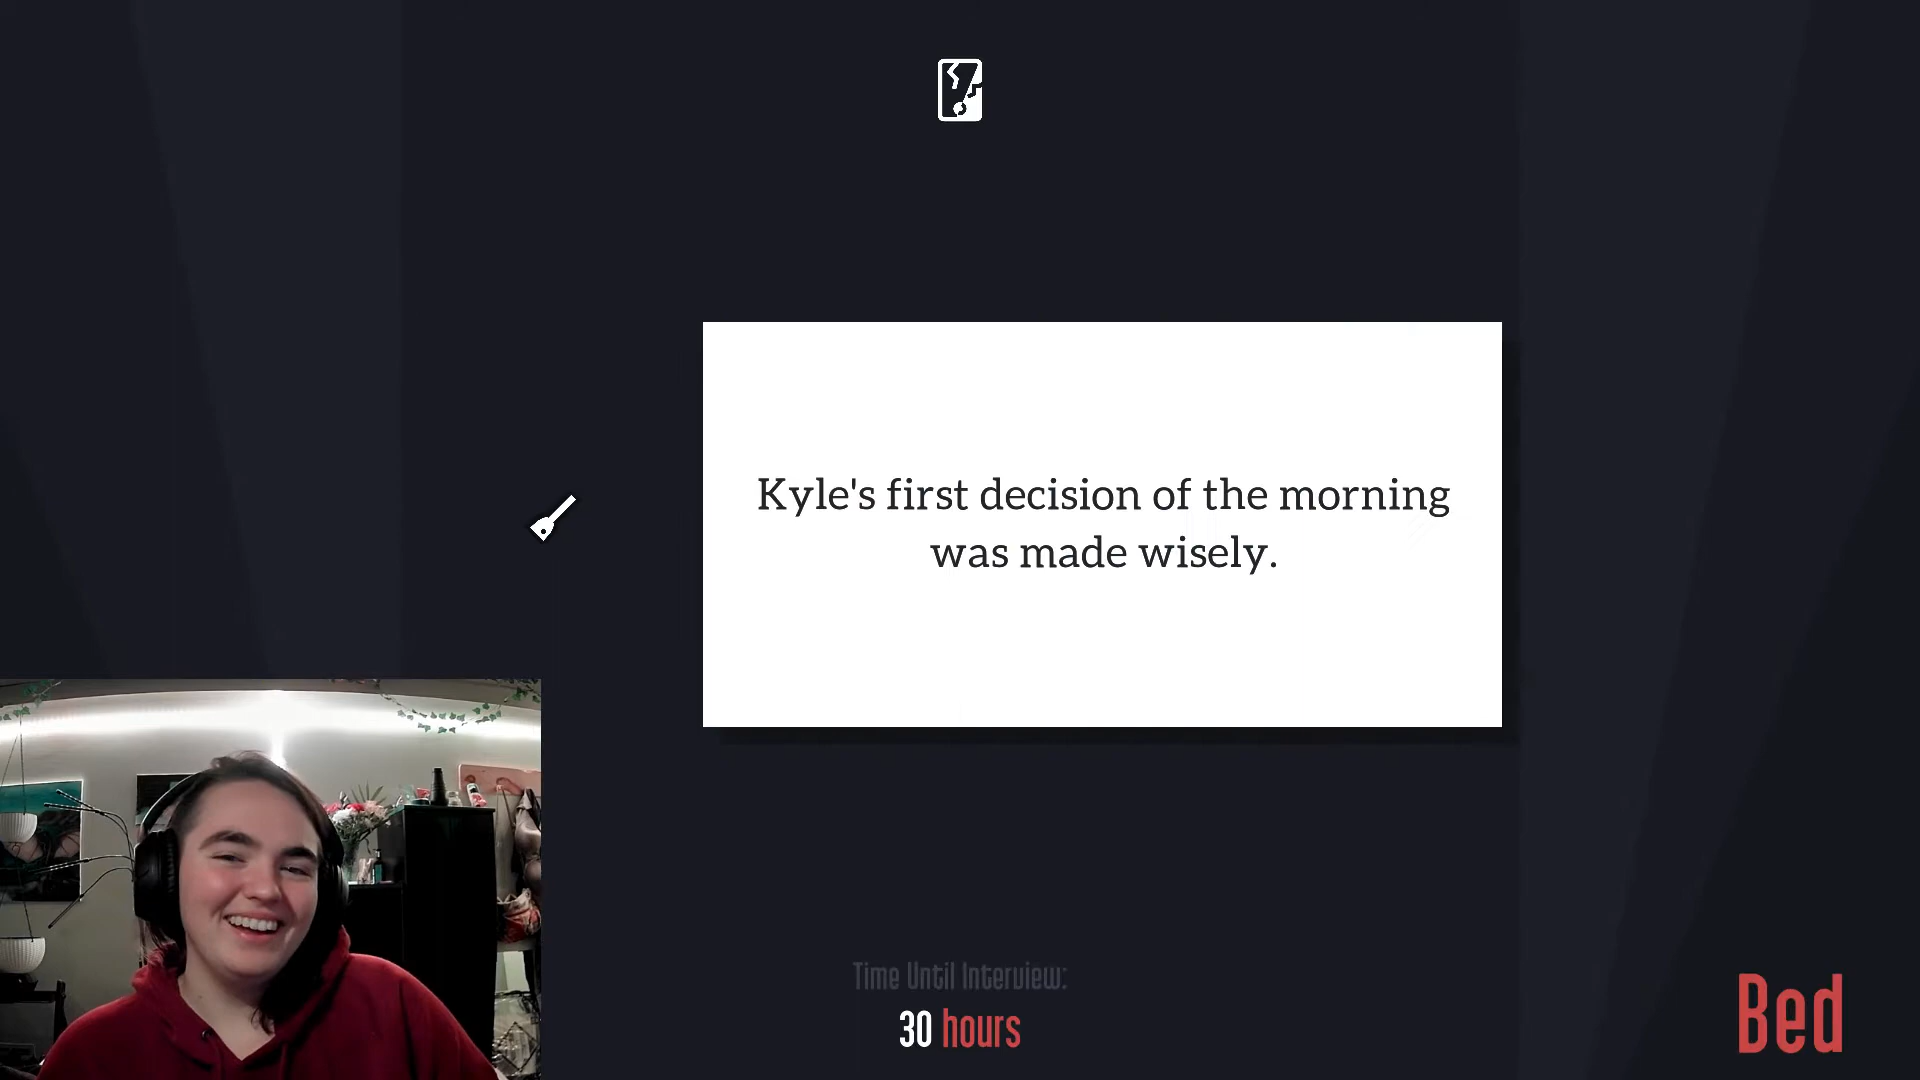 Kyle's first decision of the morning
was made wisely.
Time Until Interview:
30 hours
Bed